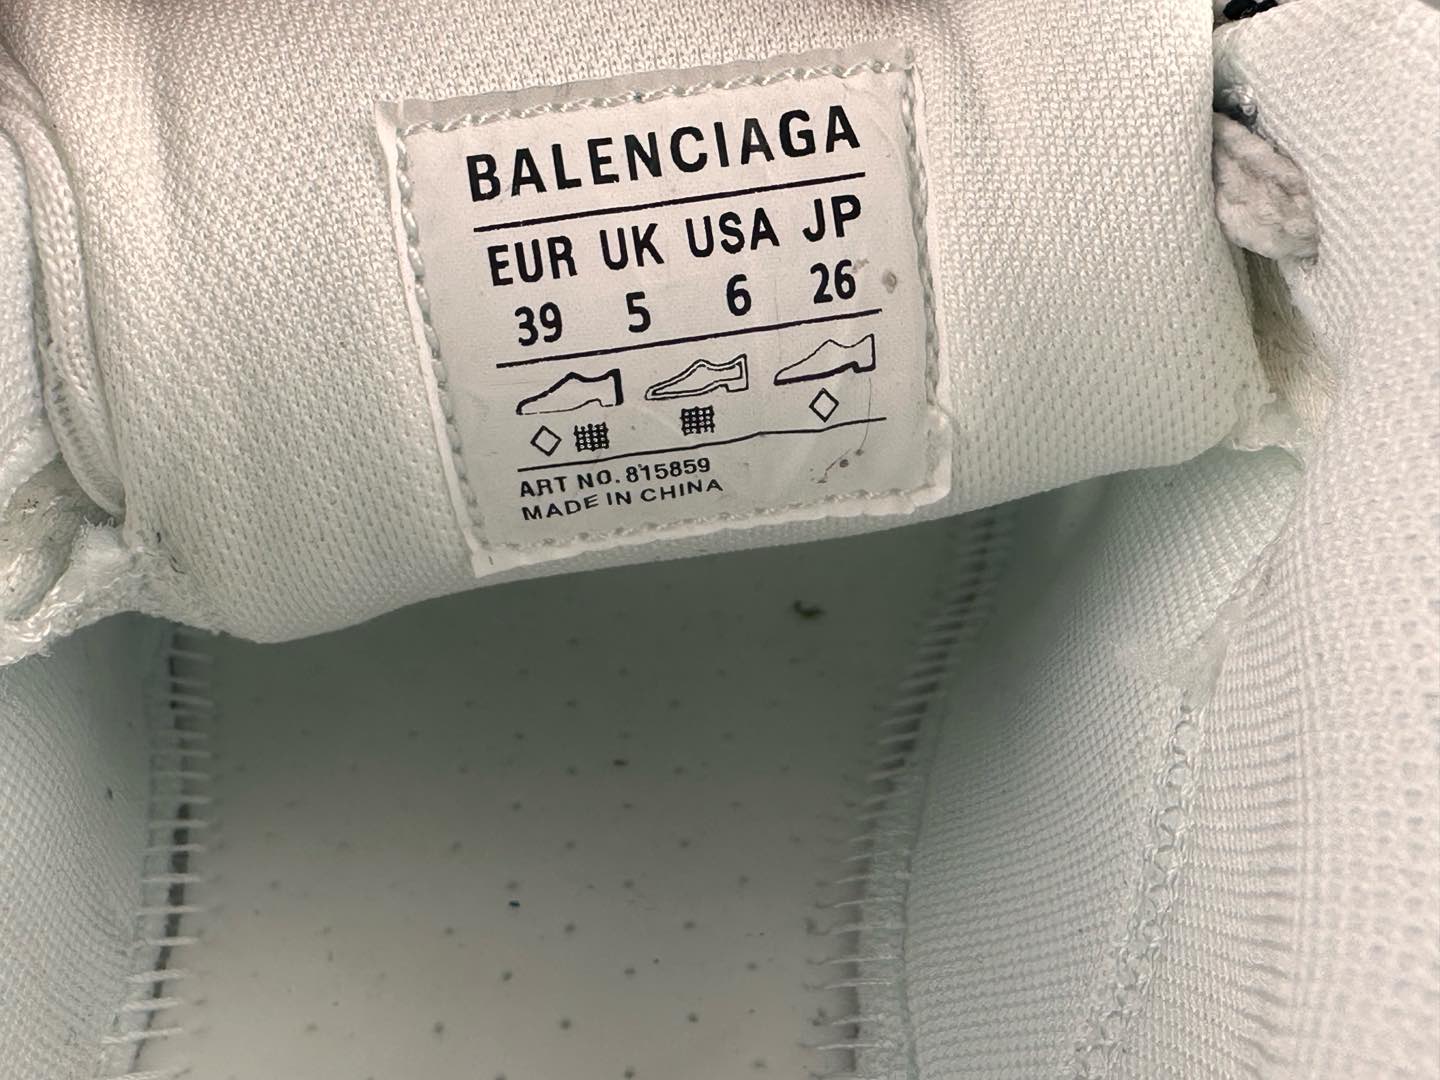 BALENCIAGA
EUR UK USA JP
39 5 6 26
ART NO. 815859
MADE IN CHINA